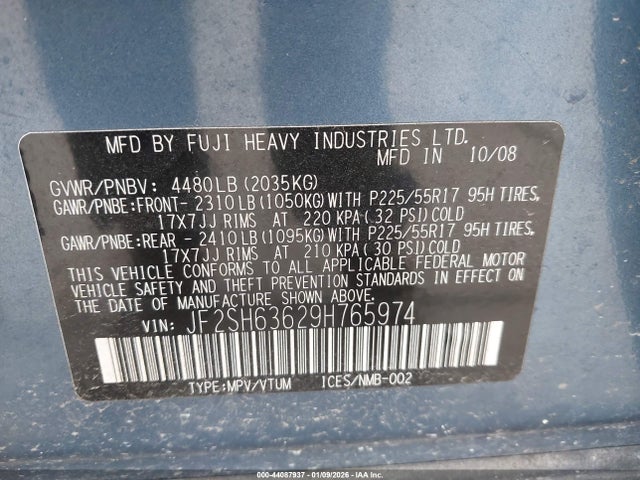 MFD BY FUJI HEAVY INDUSTRIES LTD.
MFD IN 10/08
GVWR/PNBV: 4480LB(2035KG)
GAWR/PNBE:FRONT- 2310LB(1050KG)WITH P225/55R17 95H TIRES,
17X7JJ RIMS AT 220 KPA(32 PSI)COLD
GAWR/PNBE:REAR - 2410LB(1095KG)WITH P225/55R17 95H TIRES,
17X7JJ RIMS AT 210 KPA(30 PSI)COLD
THIS VEHICLE CONFORMS TO ALL APPLICABLE FEDERAL MOTOR
VEHICLE SAFETY AND THEFT PREVENTION STANDARDS IN EFFECT ON
THE DATE OF MANUFACTURE SHOWN ABOVE.
VIN: JF2SH63629H765974
TYPE:MPV/VTUM ICES/NMB-002
000-44087937 - 01/09/2026 - IAA Inc.